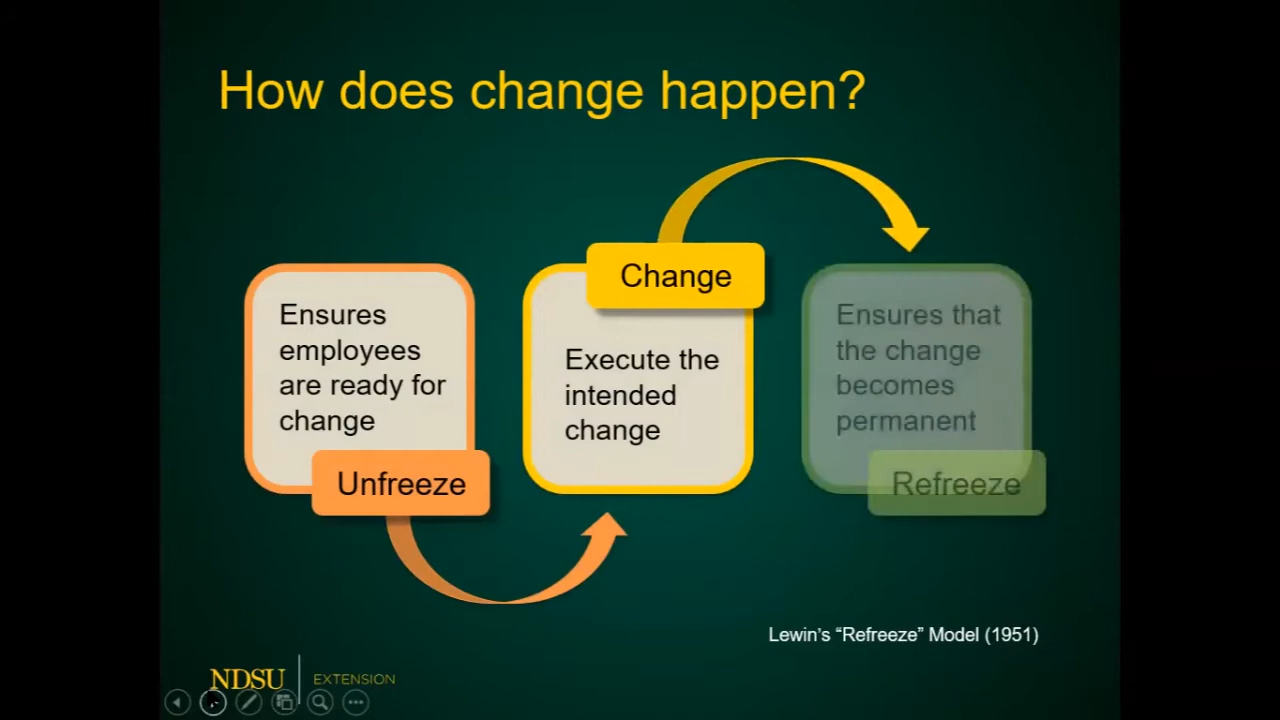 How does change happen?
Ensures
employees
are ready for
change
Unfreeze
Change
Execute the
intended
change
Ensures that
the change
becomes
permanent
Refreeze
Lewin's “Refreeze” Model (1951)
NDSU EXTENSION